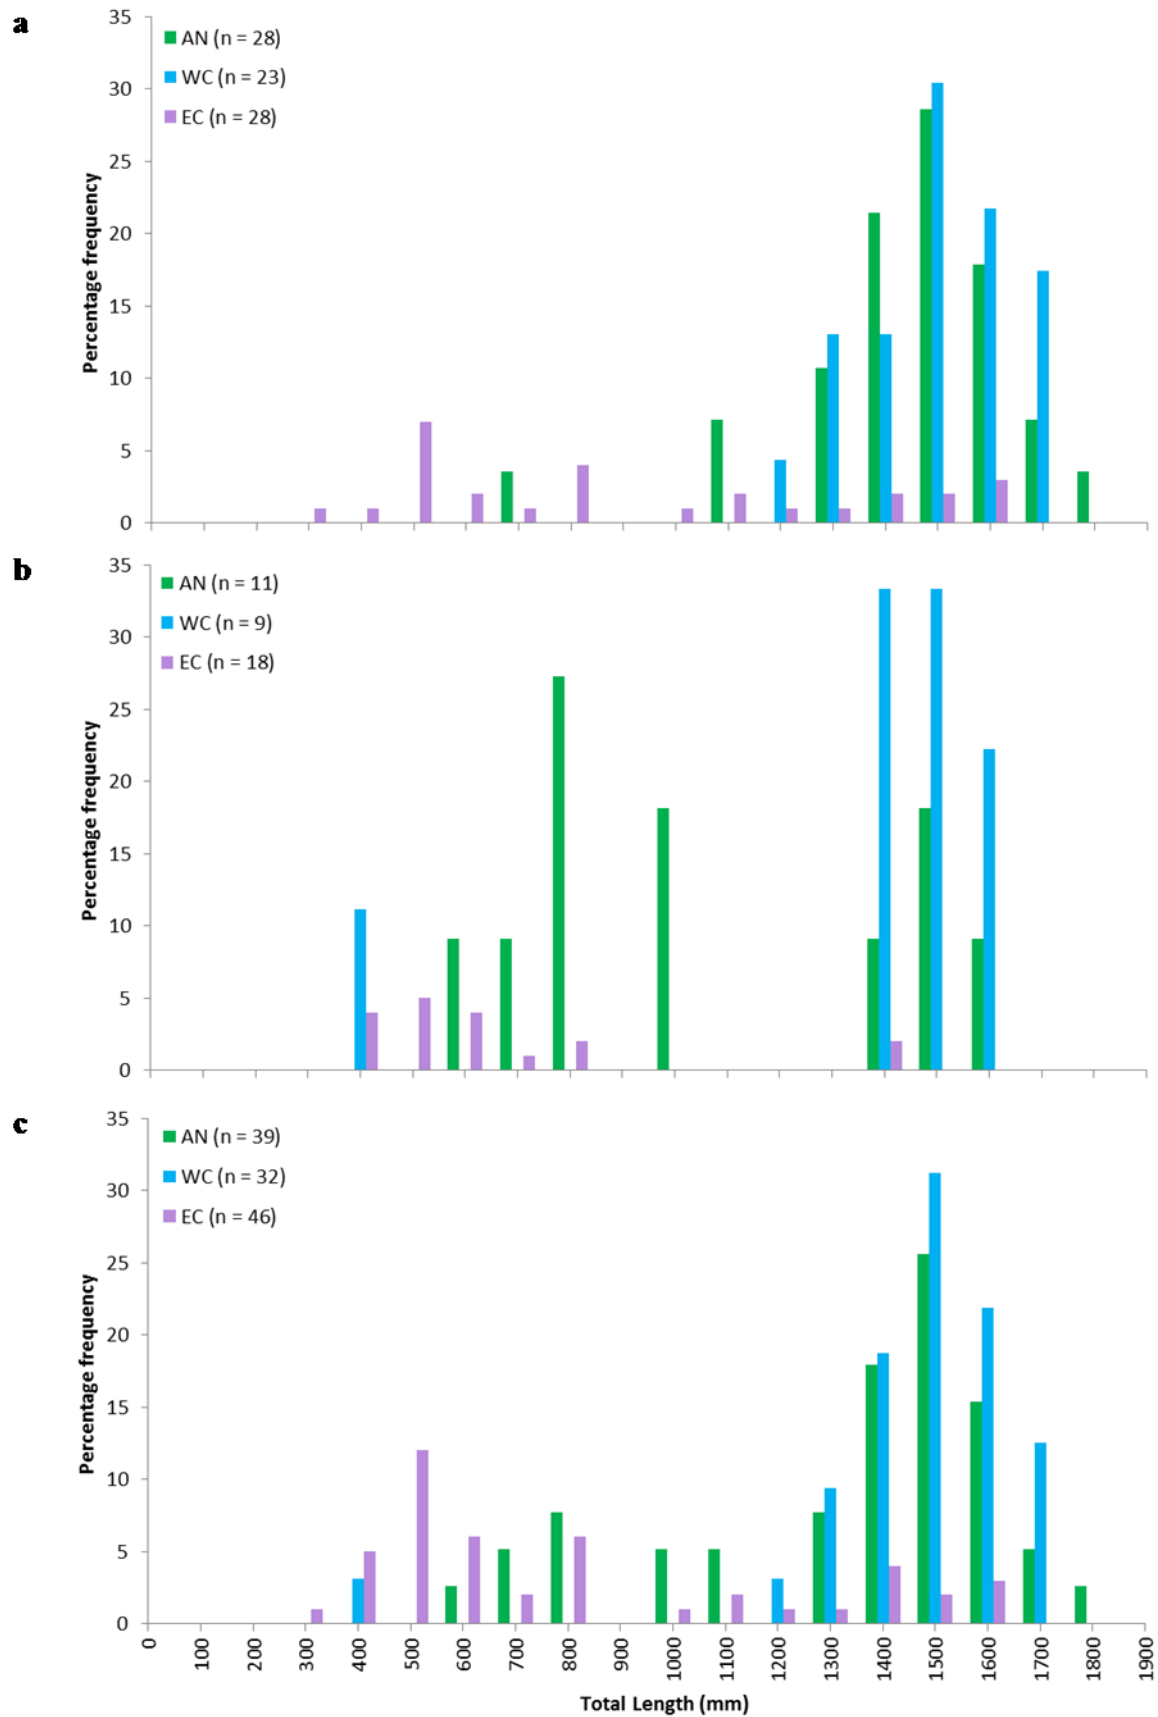 a
35
30
25
20
15
10
5
0
Percentage frequency
AN (n = 28)
WC (n = 23)
EC (n = 28)
b
35
30
25
20
15
10
5
0
Percentage frequency
AN (n = 11)
WC (n = 9)
EC (n = 18)
c
35
30
25
20
15
10
5
0
Percentage frequency
AN (n = 39)
WC (n = 32)
EC (n = 46)
0 100 200 300 400 500 600 700 800 900 1000 1100 1200 1300 1400 1500 1600 1700 1800 1900
Total Length (mm)